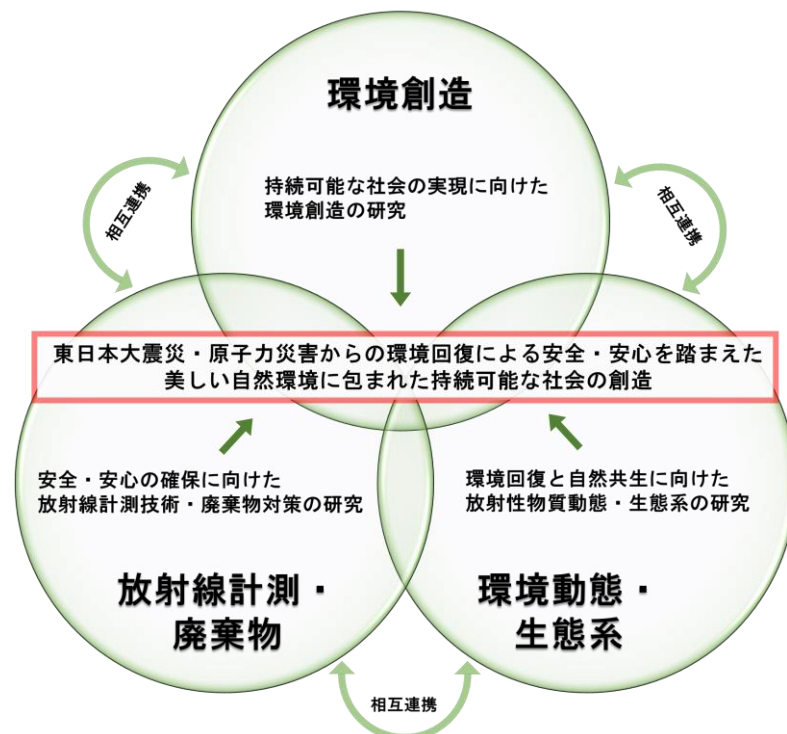 環境創造
持続可能な社会の実現に向けた
環境創造の研究
相互連携
相互連携
東日本大震災・原子力災害からの環境回復による安全・安心を踏まえた
美しい自然環境に包まれた持続可能な社会の創造
安全・安心の確保に向けた
放射線計測技術・廃棄物対策の研究
環境回復と自然共生に向けた
放射性物質動態・生態系の研究
放射線計測・
廃棄物
環境動態・
生態系
相互連携